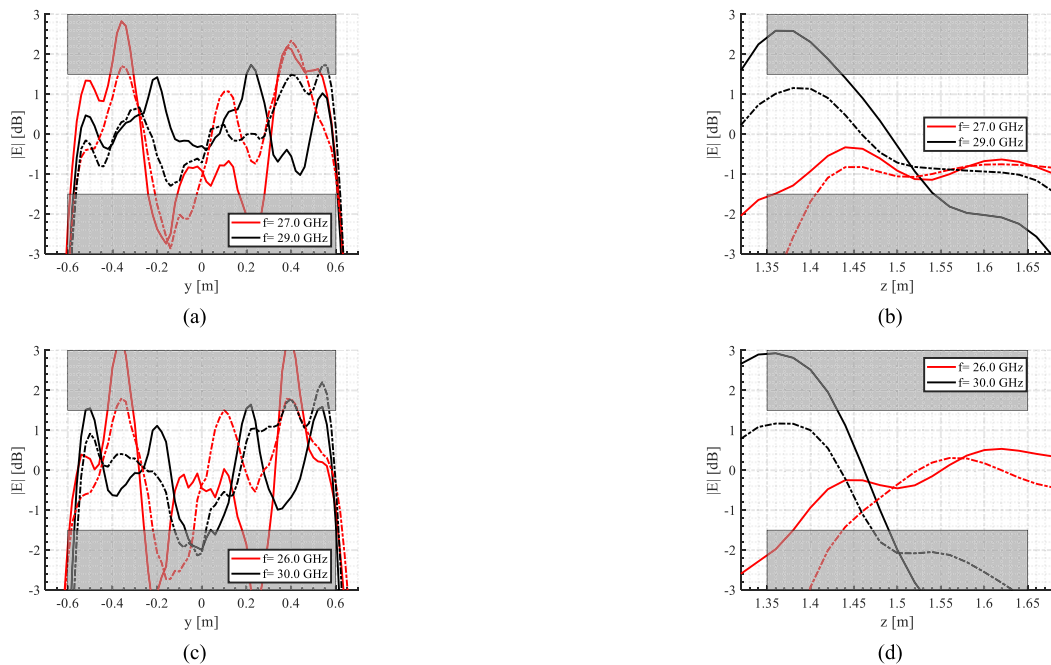 |E| [dB]
3
2
1
0
-1
-2
-3
f= 27.0 GHz
f= 29.0 GHz
-0.6 -0.4 -0.2 0 0.2 0.4 0.6
y [m]
(a)
|E| [dB]
3
2
1
0
-1
-2
-3
f= 27.0 GHz
f= 29.0 GHz
1.35 1.4 1.45 1.5 1.55 1.6 1.65
z [m]
(b)
|E| [dB]
3
2
1
0
-1
-2
-3
f= 26.0 GHz
f= 30.0 GHz
-0.6 -0.4 -0.2 0 0.2 0.4 0.6
y [m]
(c)
|E| [dB]
3
2
1
0
-1
-2
-3
f= 26.0 GHz
f= 30.0 GHz
1.35 1.4 1.45 1.5 1.55 1.6 1.65
z [m]
(d)